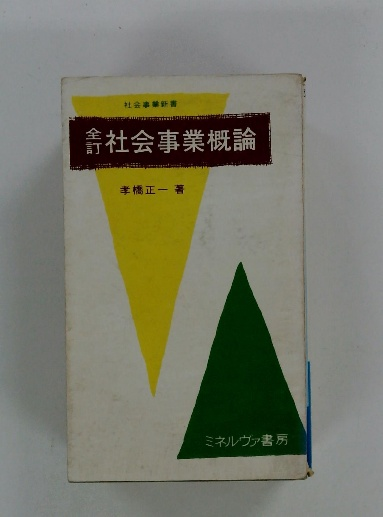 社会事業新書
全訂 社会事業概論
孝橋正一 著
ミネルヴァ書房